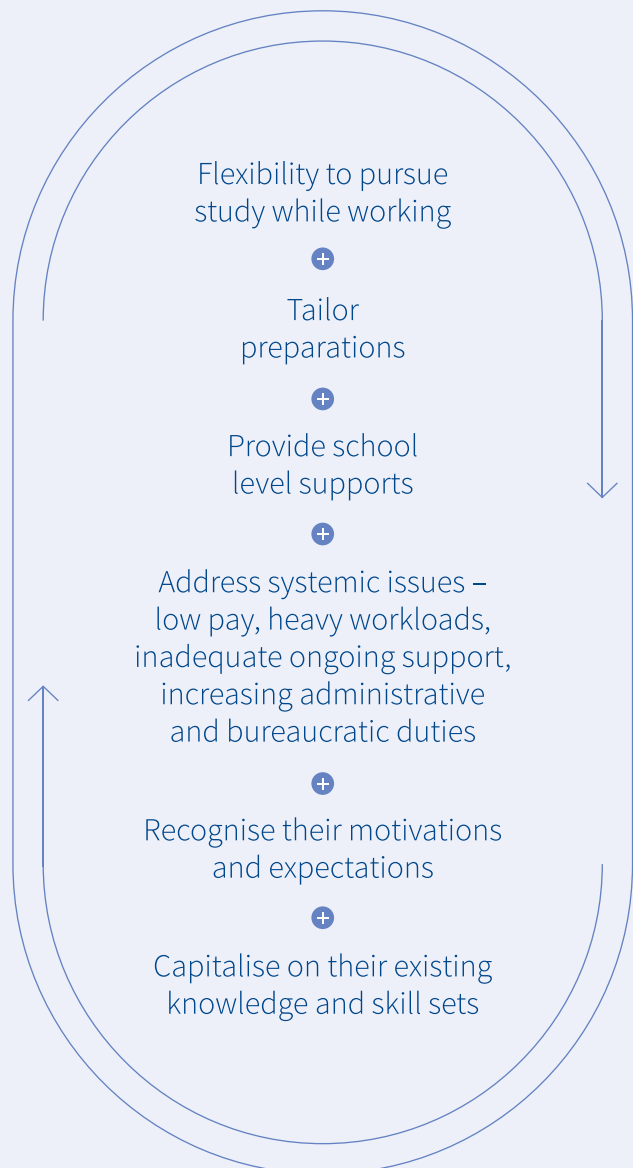 Flexibility to pursue
study while working
+
Tailor
preparations
+
Provide school
level supports
+
Address systemic issues –
low pay, heavy workloads,
inadequate ongoing support,
increasing administrative
and bureaucratic duties
+
Recognise their motivations
and expectations
+
Capitalise on their existing
knowledge and skill sets